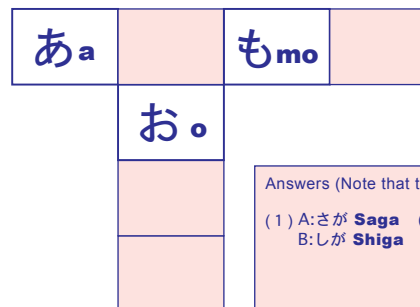 あa もmo
おo
Answers (Note that t
(1) A:さが Saga (
B:しが Shiga